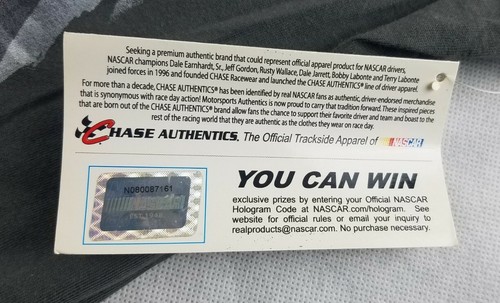 Seeking a premium authentic brand that could represent official apparel product for NASCAR drivers,
NASCAR champions Dale Earnhardt, Sr., Jeff Gordon, Rusty Wallace, Dale Jarrett, Bobby Labonte and Terry Labonte
joined forces in 1996 and founded CHASE Racewear and launched the CHASE AUTHENTICS® line of driver apparel.
For more than a decade, CHASE AUTHENTICS® has been identified by real NASCAR fans as authentic, driver-endorsed merchandise
that is synonymous with race day action! Motorsports Authentics is now proud to carry that tradition forward. These inspired pieces
that are born out of the CHASE AUTHENTICS® brand allow fans the chance to support their favorite driver and team and boast to the
rest of the racing world that they are authentic as the clothes they wear on race day.
CHASE AUTHENTICS. The Official Trackside Apparel of NASCAR
N080087161
YOU CAN WIN
exclusive prizes by entering your Official NASCAR
Hologram Code at NASCAR.com/hologram. See
website for official rules or email your inquiry to
realproducts@nascar.com. No purchase necessary.